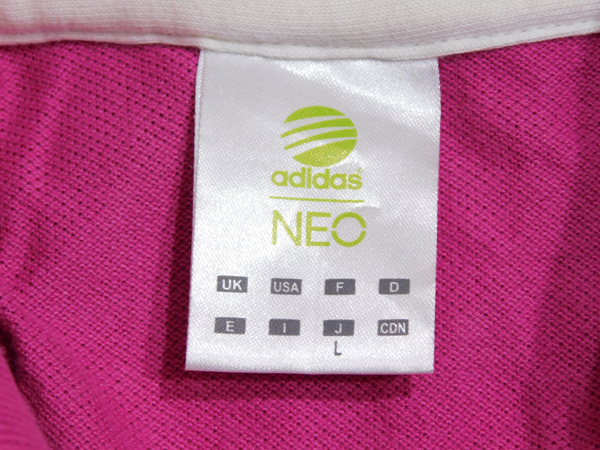 adidas®
NEO
UK USA F D
E I J CDN
L